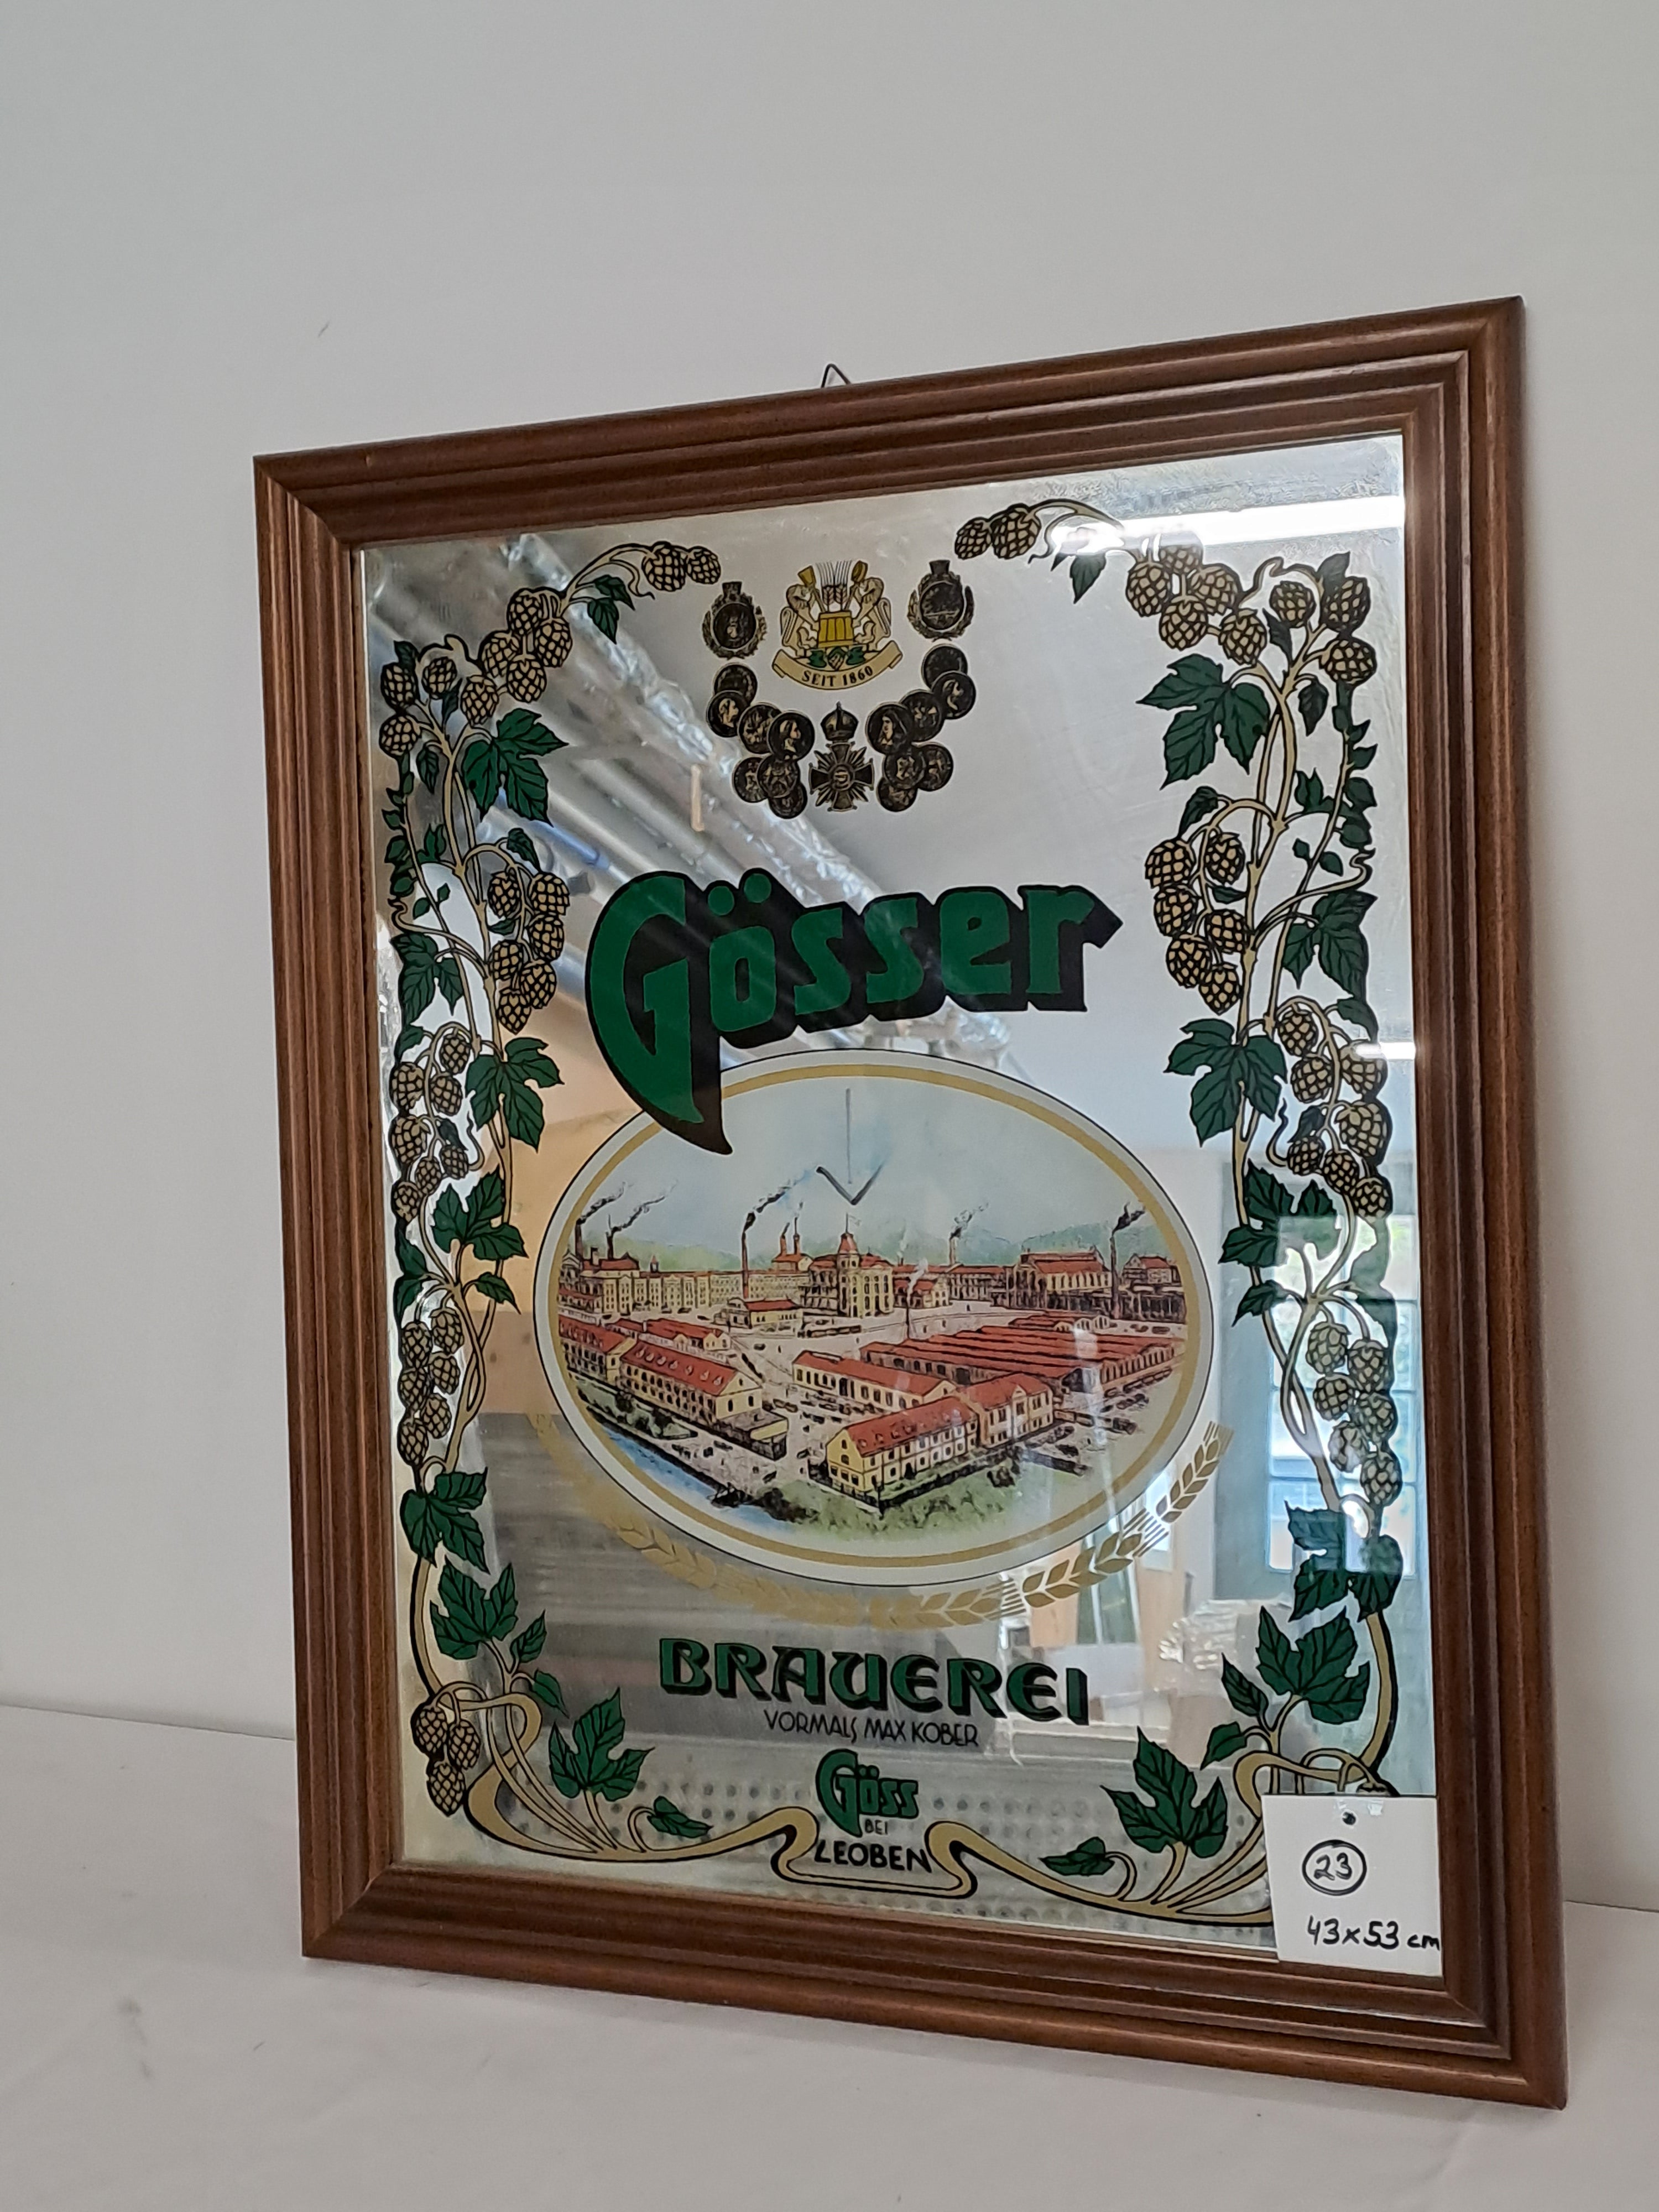 SEIT 1860
Gösser
BRAUEREI
VORMALS MAX KOBER
Göss
BEI
LEOBEN
23
43x53 cm